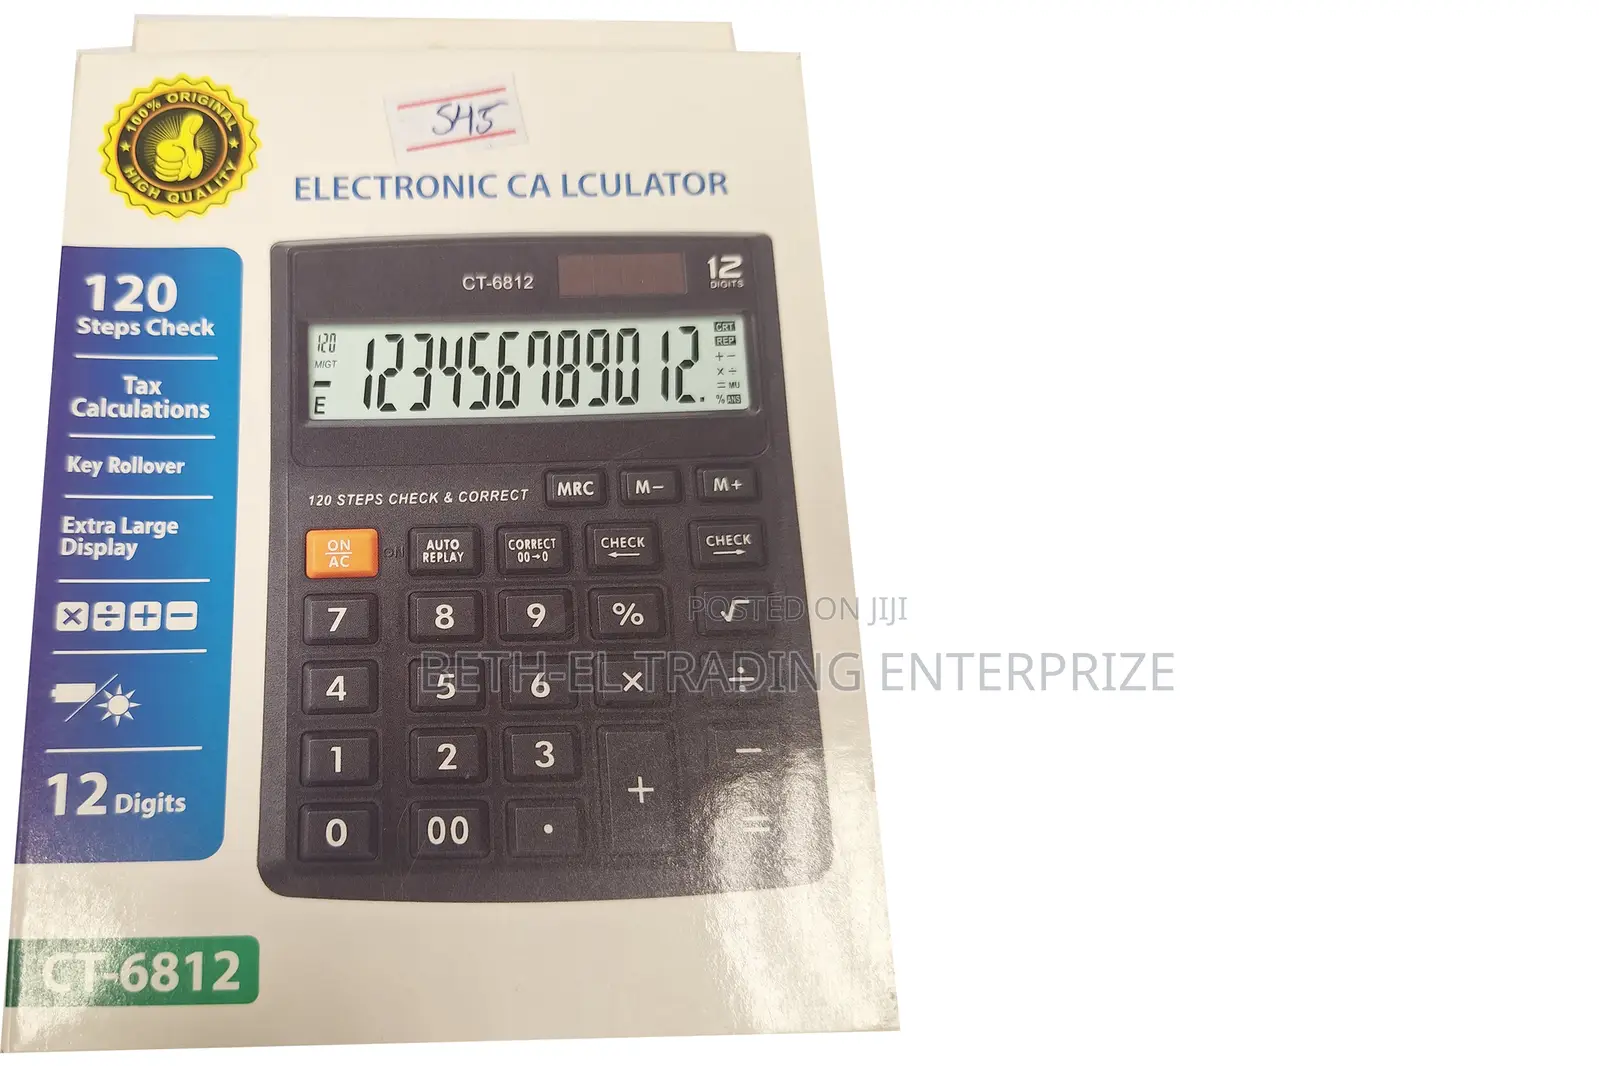 100% ORIGINAL
HIGH QUALITY
545
ELECTRONIC CA LCULATOR
120
Steps Check
Tax
Calculations
Key Rollover
Extra Large
Display
× ÷ + −
12 Digits
CT-6812
CT-6812
12
DIGITS
120
MIGT
E
123456789012.
CRT
REP
+ −
× ÷
= MU
% ANS
120 STEPS CHECK & CORRECT
MRC M− M+
ON
AC
ON
AUTO
REPLAY
CORRECT
00→0
CHECK
←
CHECK
→
7 8 9 % √
POSTED ON JIJI
BETH-EL TRADING ENTERPRIZE
4 5 6 × ÷
1 2 3 + −
0 00 . =